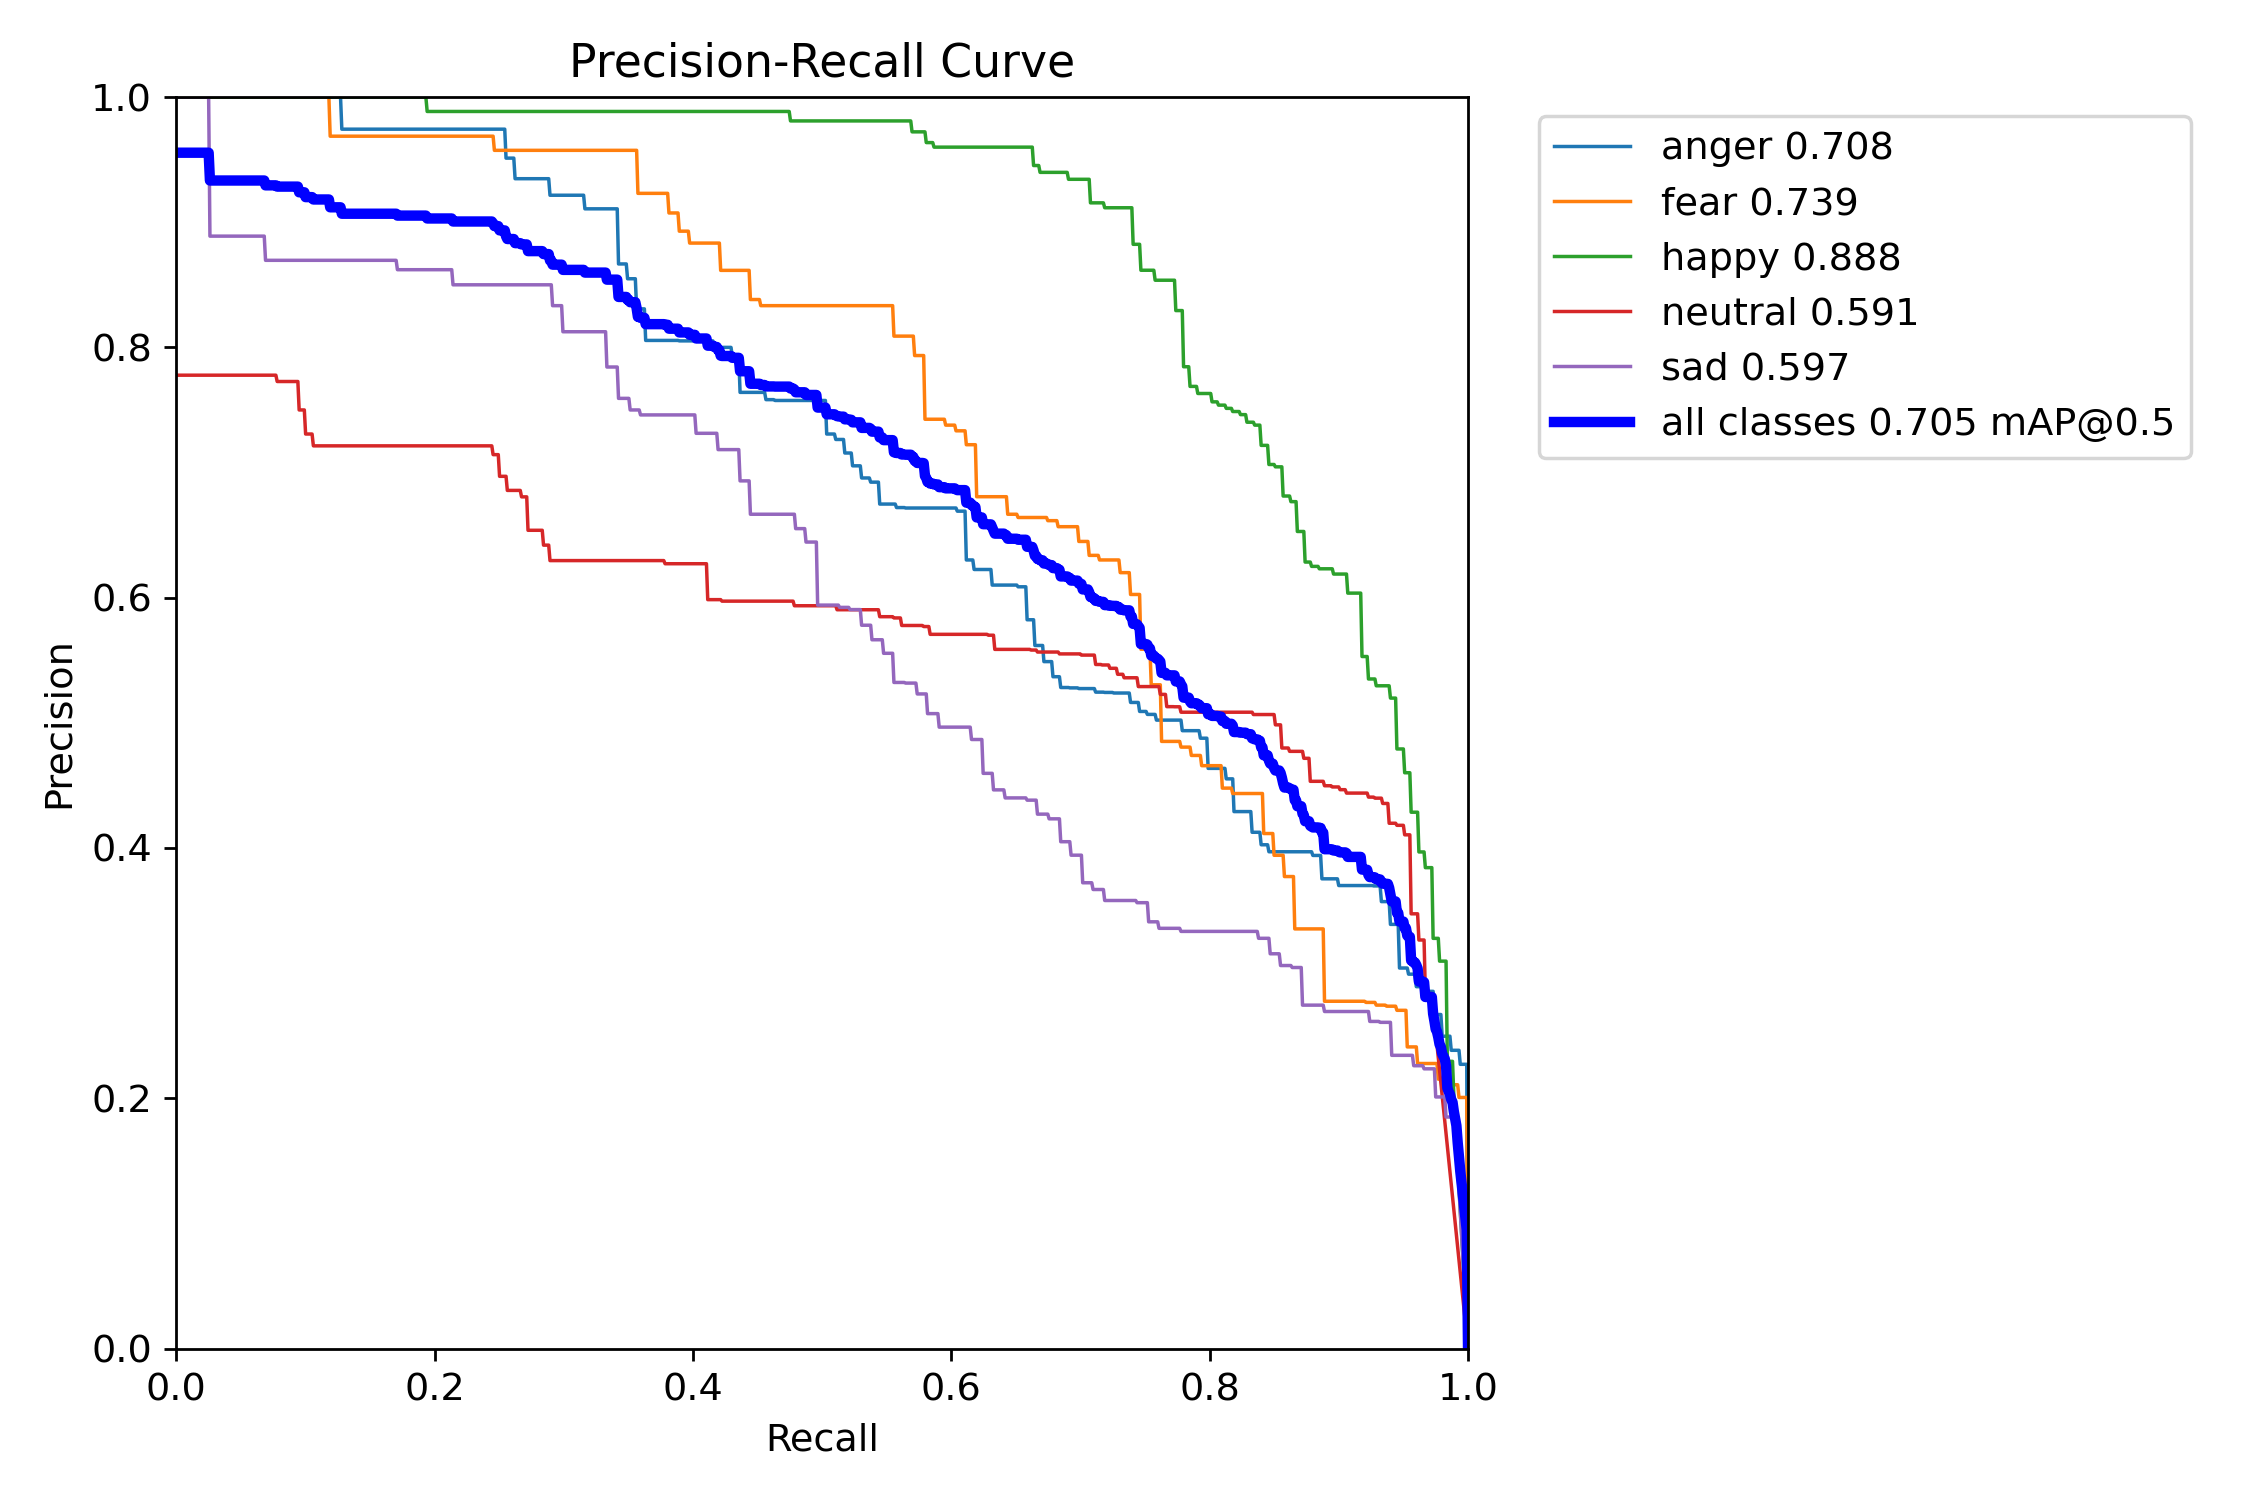 Precision-Recall Curve
1.0
0.8
0.6
0.4
0.2
0.0
Precision
0.0 0.2 0.4 0.6 0.8 1.0
Recall
anger 0.708
fear 0.739
happy 0.888
neutral 0.591
sad 0.597
all classes 0.705 mAP@0.5